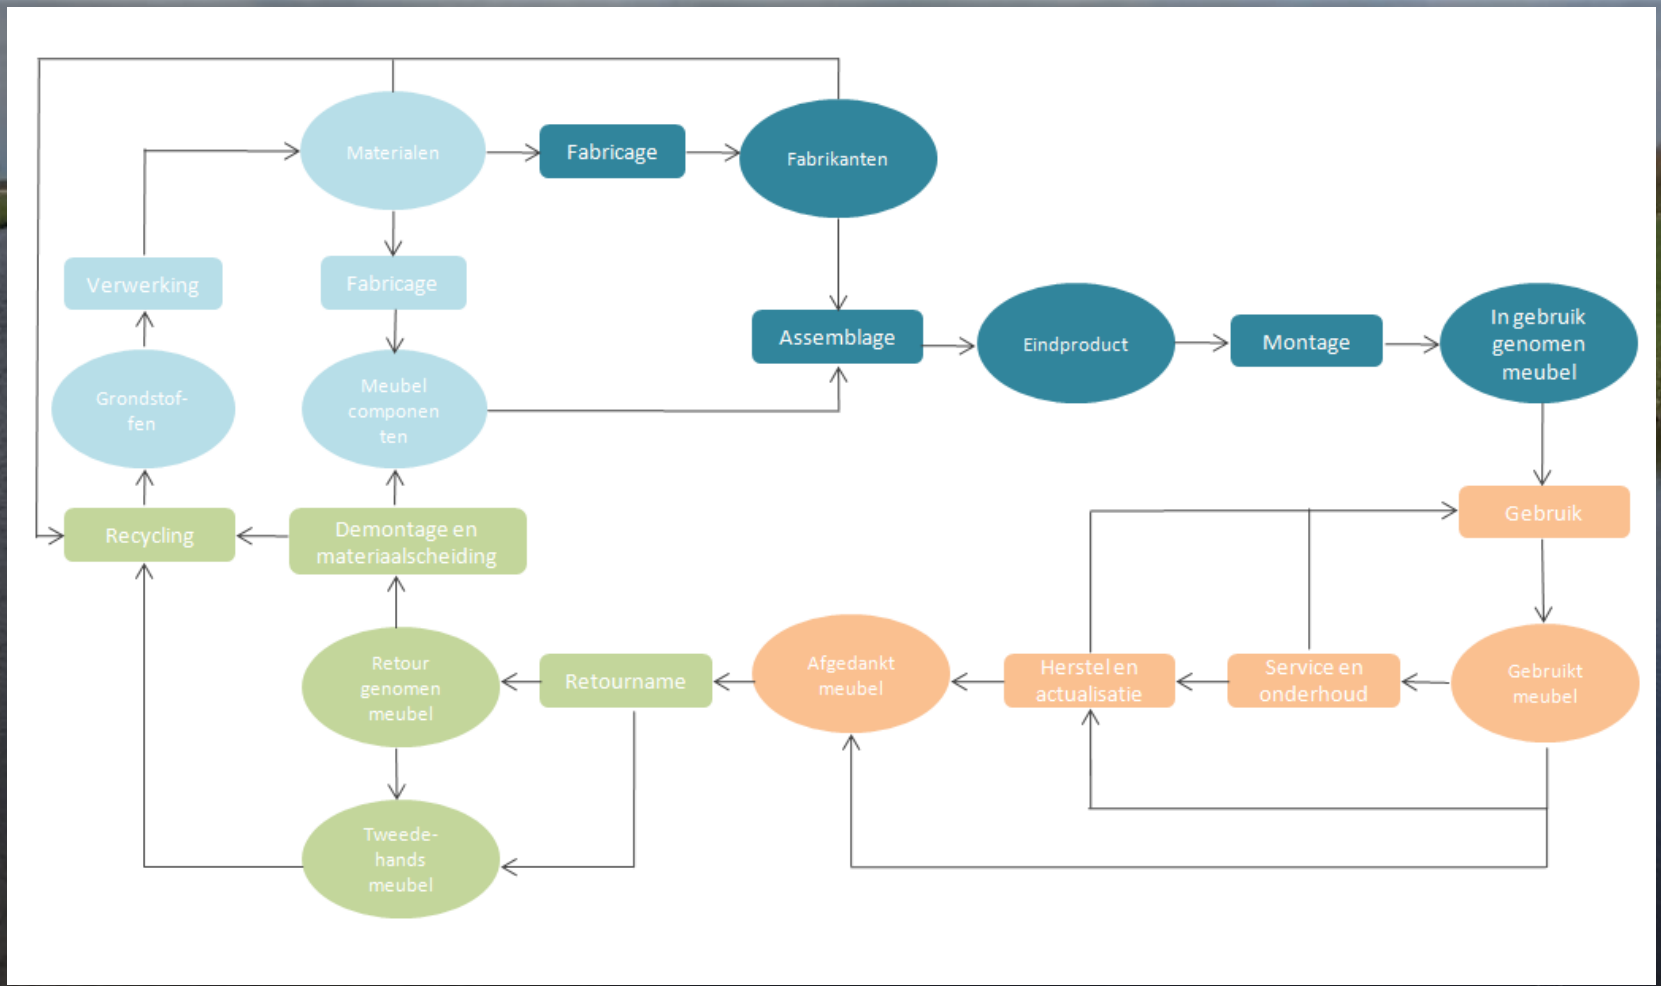 Materialen
Fabricage
Fabrikanten
Verwerking
Fabricage
Assemblage
Eindproduct
Montage
In gebruik
genomen
meubel
Grondstof-
fen
Meubel
componen
ten
Recycling
Demontage en
materiaalscheiding
Gebruik
Retour
genomen
meubel
Retourname
Afgedankt
meubel
Herstel en
actualisatie
Service en
onderhoud
Gebruikt
meubel
Tweede-
hands
meubel